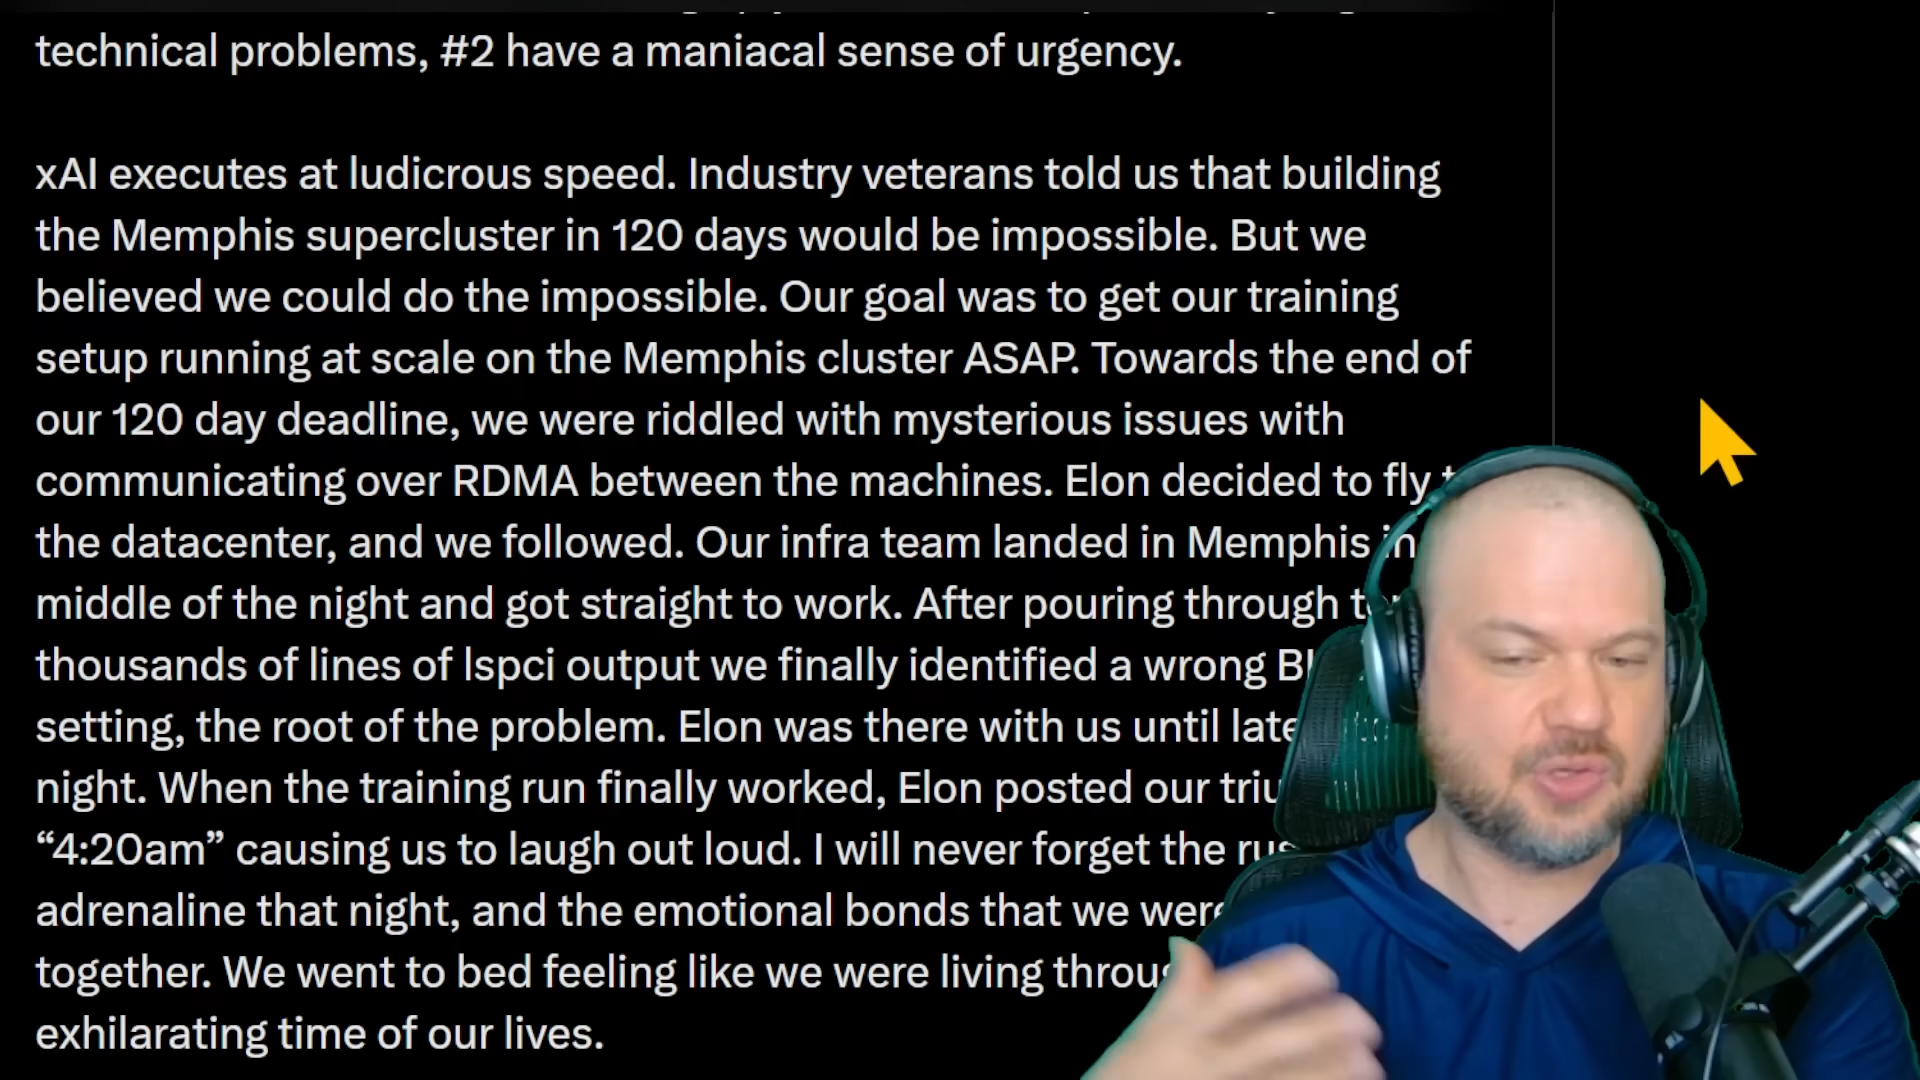 technical problems, #2 have a maniacal sense of urgency.
xAI executes at ludicrous speed. Industry veterans told us that building
the Memphis supercluster in 120 days would be impossible. But we
believed we could do the impossible. Our goal was to get our training
setup running at scale on the Memphis cluster ASAP. Towards the end of
our 120 day deadline, we were riddled with mysterious issues with
communicating over RDMA between the machines. Elon decided to fly
the datacenter, and we followed. Our infra team landed in Memphis in
middle of the night and got straight to work. After pouring through
thousands of lines of lspci output we finally identified a wrong
setting, the root of the problem. Elon was there with us until late
night. When the training run finally worked, Elon posted our
“4:20am” causing us to laugh out loud. I will never forget the
adrenaline that night, and the emotional bonds that we
together. We went to bed feeling like we were living
exhilarating time of our lives.